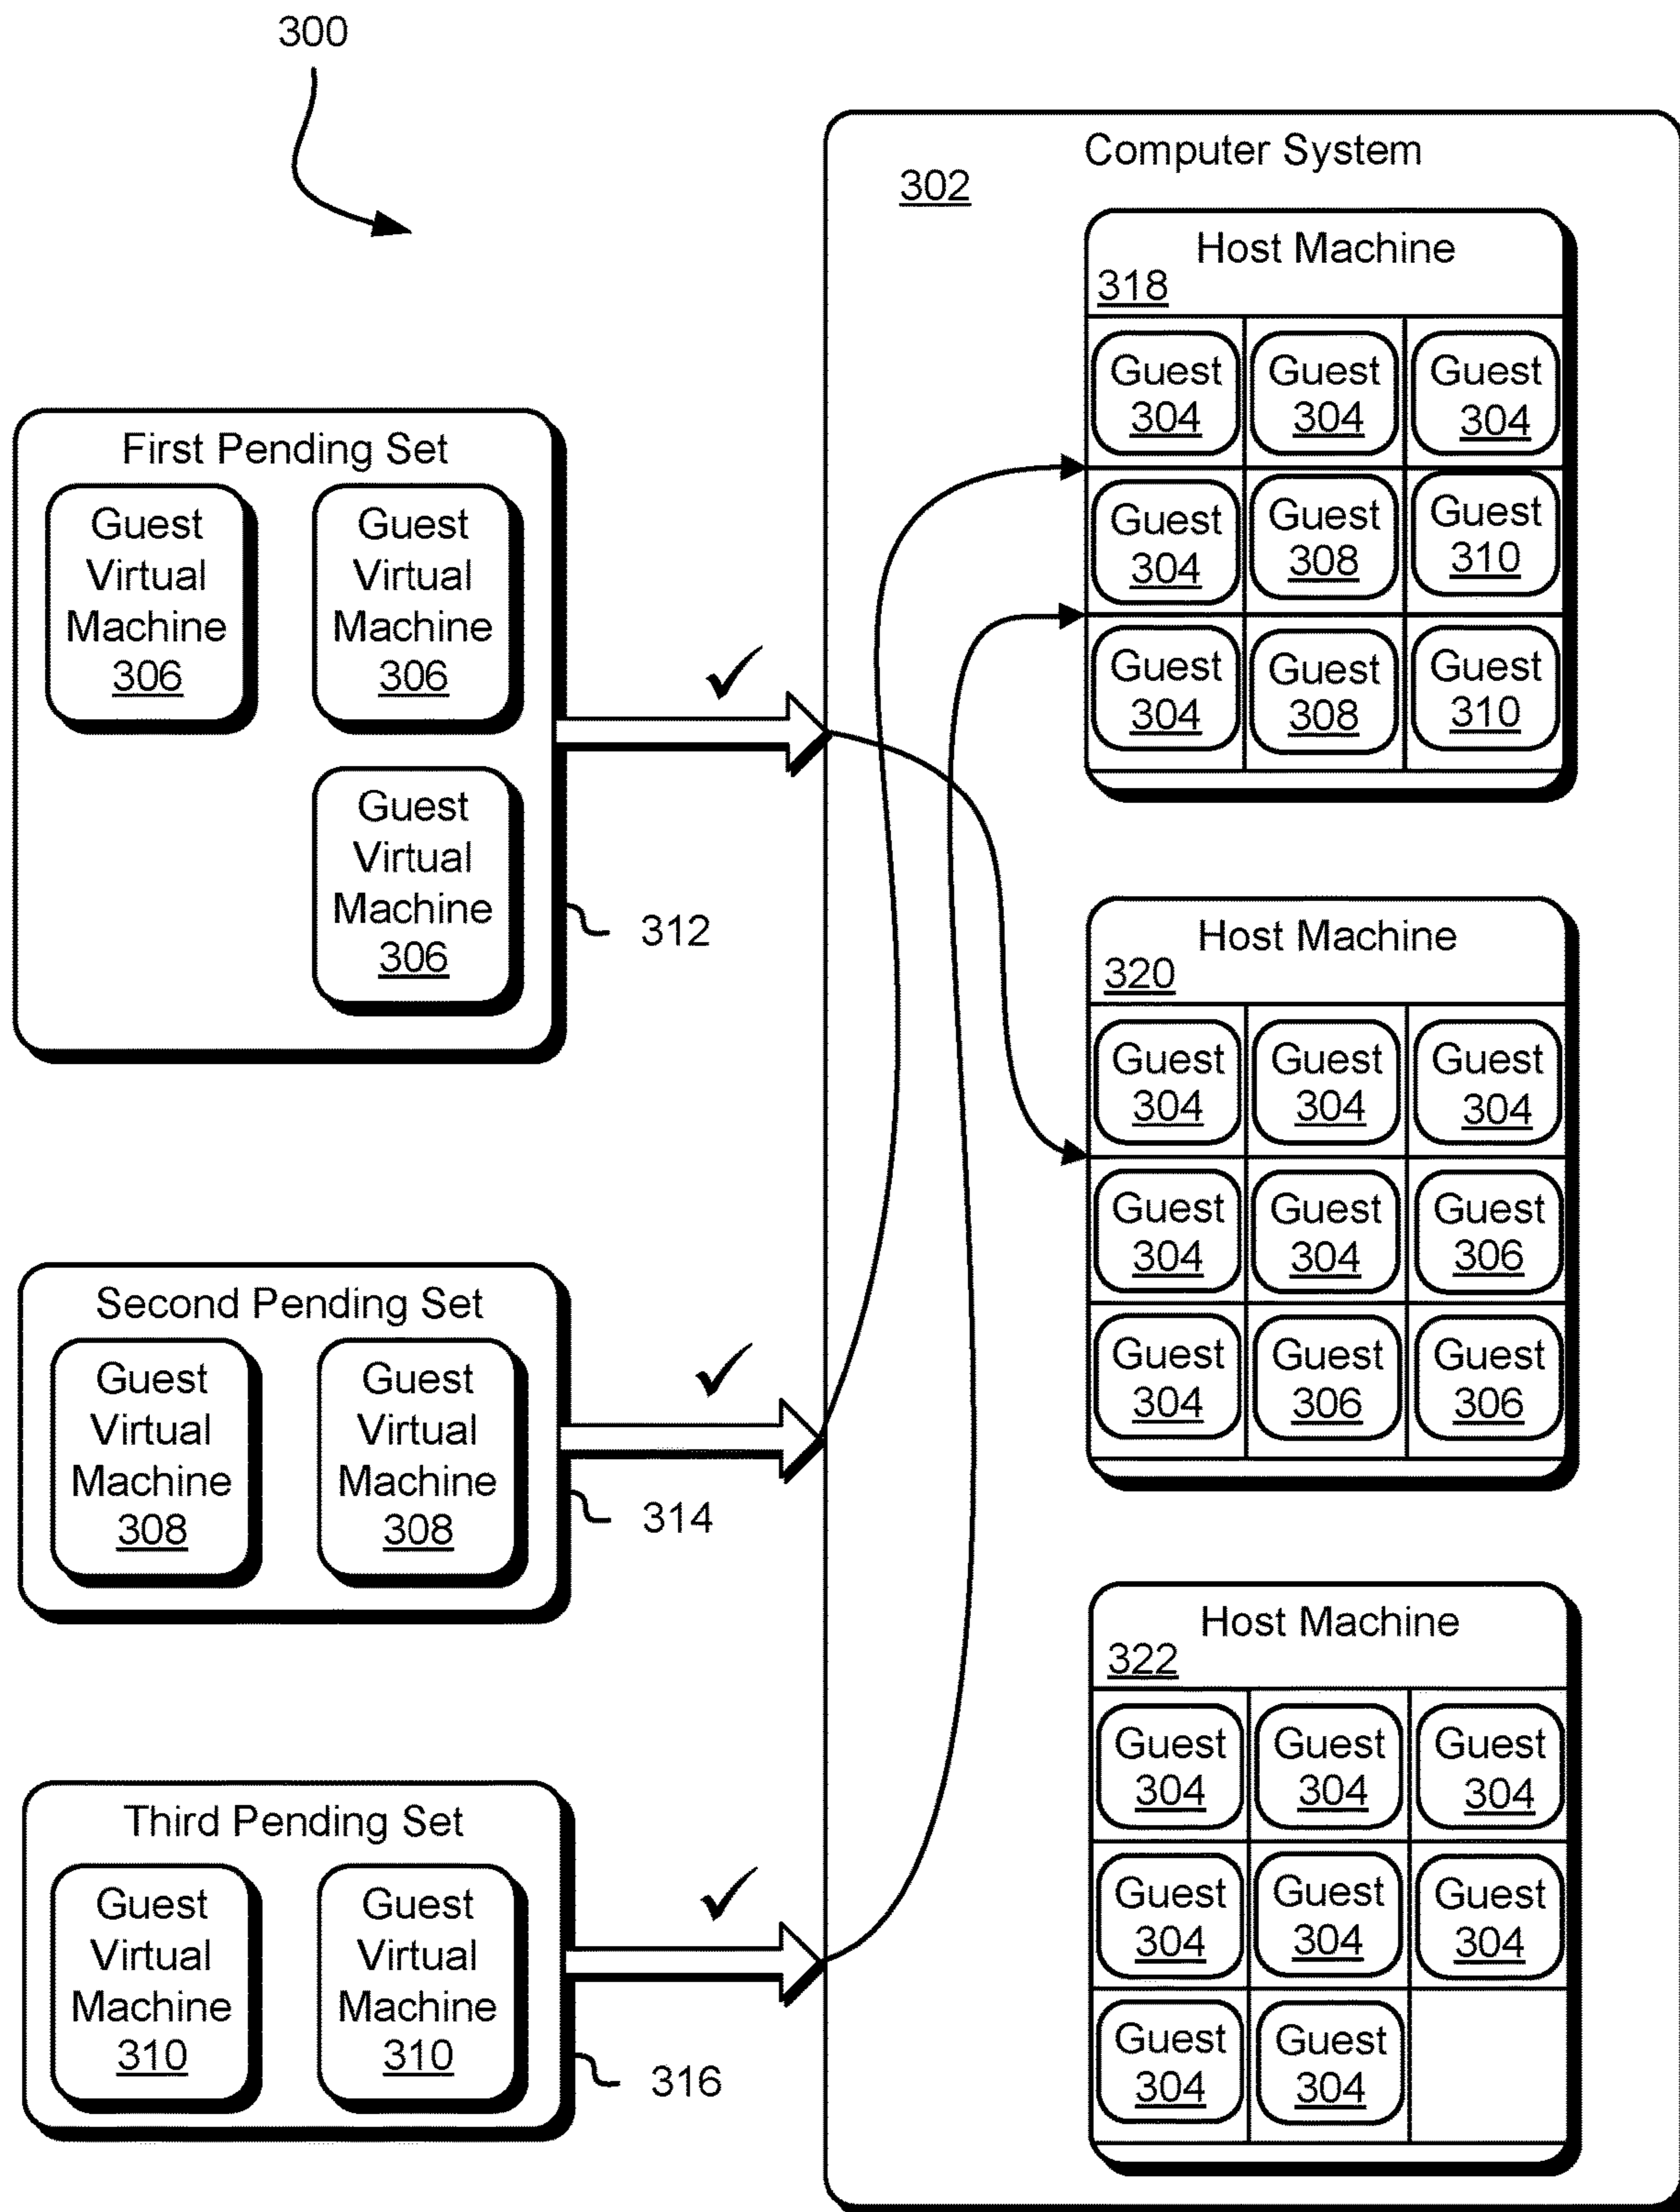 300
Computer System
302
Host Machine
318
Guest Guest Guest
304 304 304
Guest Guest Guest
304 308 310
Guest Guest Guest
304 308 310
First Pending Set
Guest Guest
Virtual Virtual
Machine Machine
306 306
Guest
Virtual
Machine
306
312
Host Machine
320
Guest Guest Guest
304 304 304
Guest Guest Guest
304 304 306
Guest Guest Guest
304 306 306
Second Pending Set
Guest Guest
Virtual Virtual
Machine Machine
308 308
314
Host Machine
322
Guest Guest Guest
304 304 304
Guest Guest Guest
304 304 304
Guest Guest
304 304
Third Pending Set
Guest Guest
Virtual Virtual
Machine Machine
310 310
316